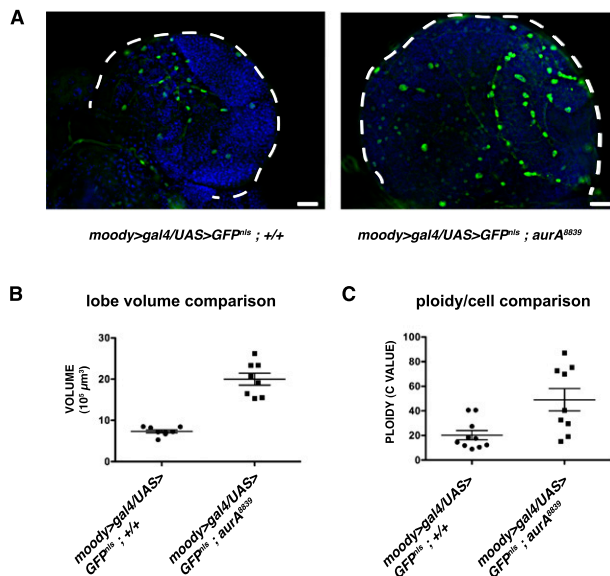 A
moody>gal4/UAS>GFPnls ; +/+
moody>gal4/UAS>GFPnls ; aurA8839
B
lobe volume comparison
VOLUME
(10⁵ µm³)
30
20
10
0
moody>gal4/UAS>
GFPnls ; +/+
moody>gal4/UAS>
GFPnls ; aurA8839
C
ploidy/cell comparison
PLOIDY (C VALUE)
100
80
60
40
20
0
moody>gal4/UAS>
GFPnls ; +/+
moody>gal4/UAS>
GFPnls ; aurA8839